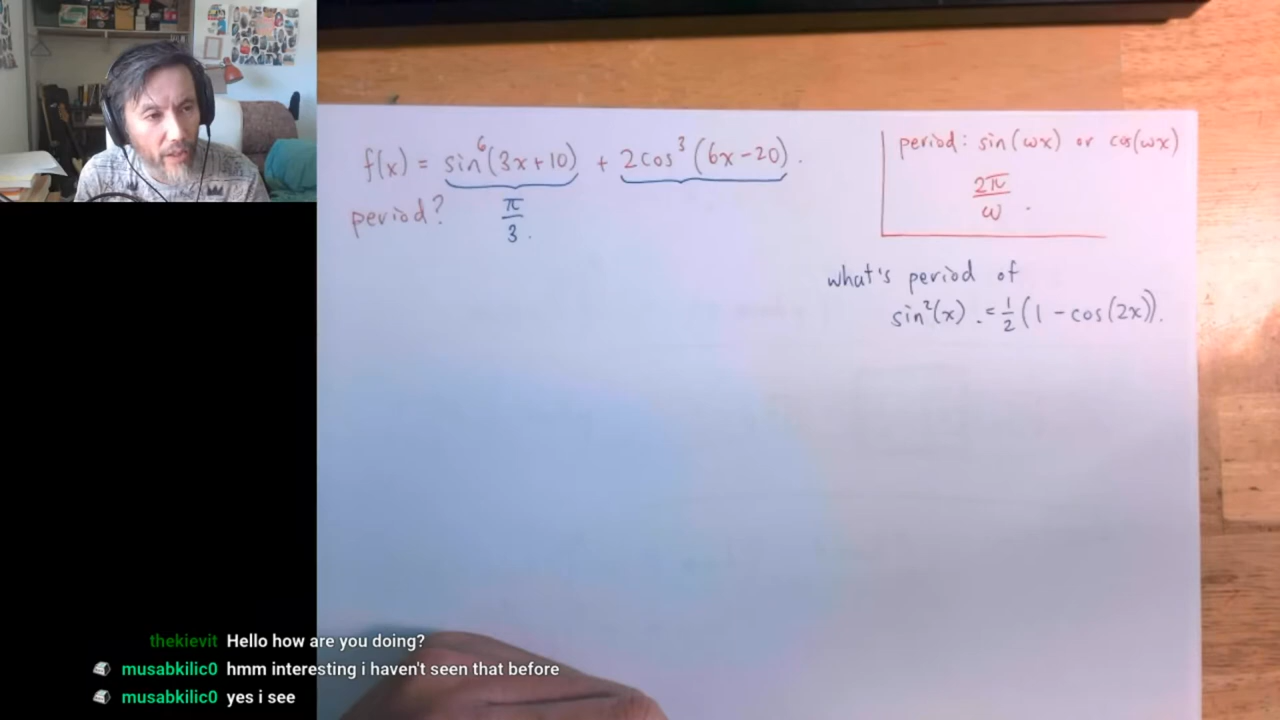 f(x) = sin⁶(3x+10) + 2cos³(6x-20).
period?
π/3.
period: sin(ωx) or cos(ωx)
2π/ω.
what's period of
sin²(x). = 1/2(1 - cos(2x)).
thekievit Hello how are you doing?
musabkilic0 hmm interesting i haven't seen that before
musabkilic0 yes i see